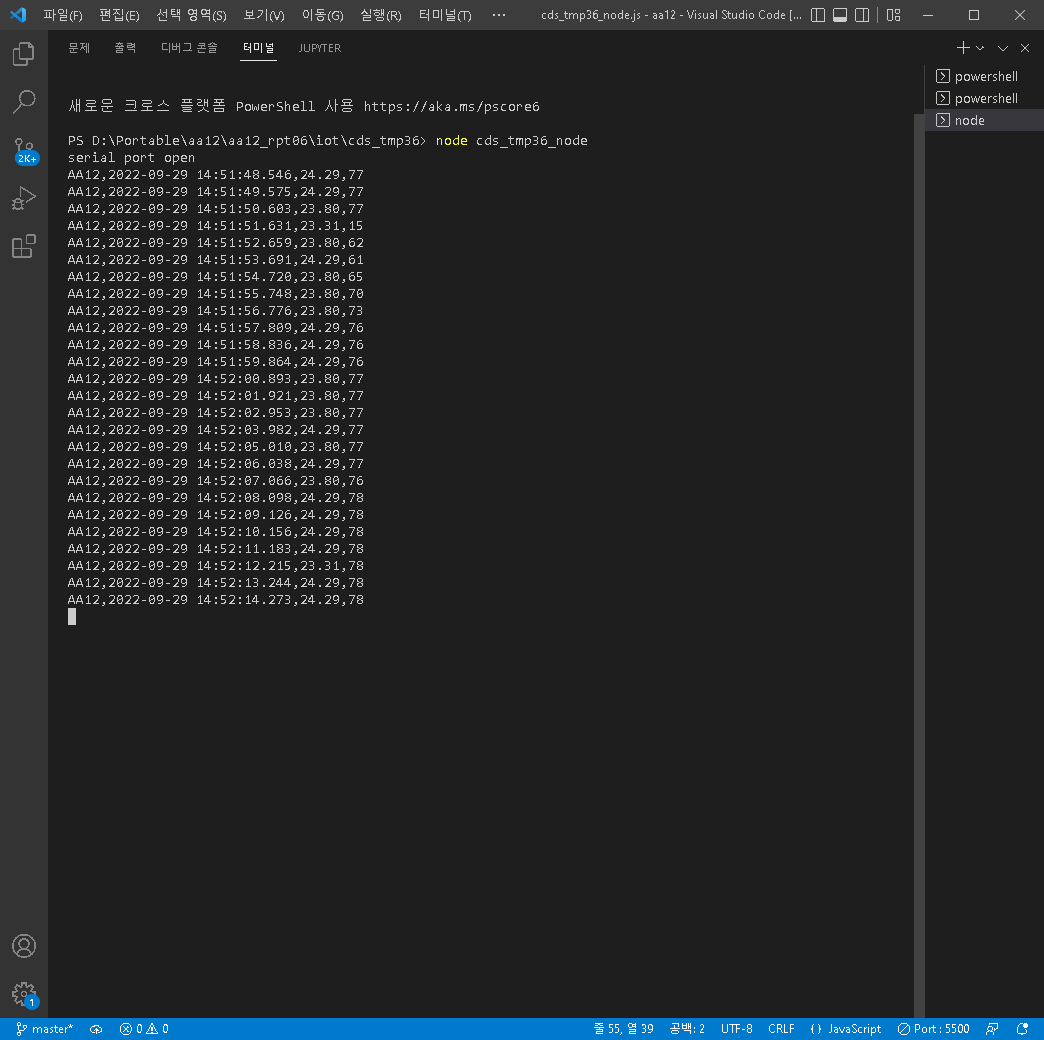 파일(F) 편집(E) 선택 영역(S) 보기(V) 이동(G) 실행(R) 터미널(T) ··· cds_tmp36_node.js - aa12 - Visual Studio Code [...
문제 출력 디버그 콘솔 터미널 JUPYTER
powershell
powershell
node
새로운 크로스 플랫폼 PowerShell 사용 https://aka.ms/pscore6
PS D:\Portable\aa12\aa12_rpt06\iot\cds_tmp36> node cds_tmp36_node
serial port open
AA12,2022-09-29 14:51:48.546,24.29,77
AA12,2022-09-29 14:51:49.575,24.29,77
AA12,2022-09-29 14:51:50.603,23.80,77
AA12,2022-09-29 14:51:51.631,23.31,15
AA12,2022-09-29 14:51:52.659,23.80,62
AA12,2022-09-29 14:51:53.691,24.29,61
AA12,2022-09-29 14:51:54.720,23.80,65
AA12,2022-09-29 14:51:55.748,23.80,70
AA12,2022-09-29 14:51:56.776,23.80,73
AA12,2022-09-29 14:51:57.809,24.29,76
AA12,2022-09-29 14:51:58.836,24.29,76
AA12,2022-09-29 14:51:59.864,24.29,76
AA12,2022-09-29 14:52:00.893,23.80,77
AA12,2022-09-29 14:52:01.921,23.80,77
AA12,2022-09-29 14:52:02.953,23.80,77
AA12,2022-09-29 14:52:03.982,24.29,77
AA12,2022-09-29 14:52:05.010,23.80,77
AA12,2022-09-29 14:52:06.038,24.29,77
AA12,2022-09-29 14:52:07.066,23.80,76
AA12,2022-09-29 14:52:08.098,24.29,78
AA12,2022-09-29 14:52:09.126,24.29,78
AA12,2022-09-29 14:52:10.156,24.29,78
AA12,2022-09-29 14:52:11.183,24.29,78
AA12,2022-09-29 14:52:12.215,23.31,78
AA12,2022-09-29 14:52:13.244,24.29,78
AA12,2022-09-29 14:52:14.273,24.29,78
2K+
1
master* 0 0 줄 55, 열 39 공백: 2 UTF-8 CRLF {} JavaScript Port : 5500